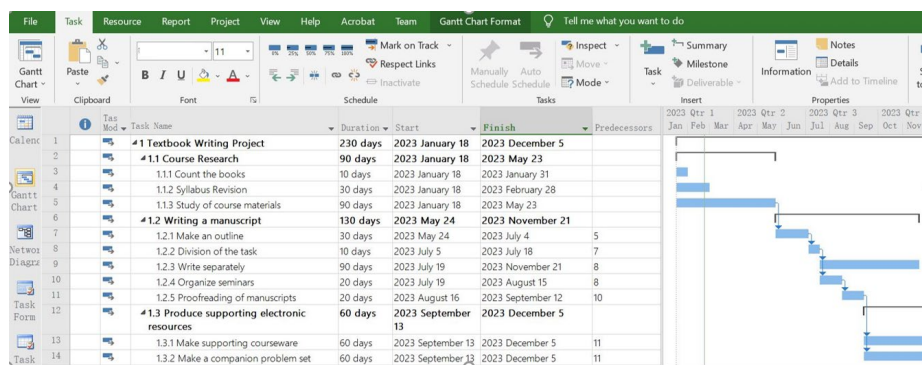 File Task Resource Report Project View Help Acrobat Team Gantt Chart Format Tell me what you want to do
Gantt Chart
View
Paste
Clipboard
11
B I U A
Font
0% 25% 50% 75% 100%
Mark on Track
Respect Links
Inactivate
Schedule
Manually Schedule
Auto Schedule
Inspect
Move
Mode
Tasks
Task
Summary
Milestone
Deliverable
Insert
Information
Notes
Details
Add to Timeline
Properties
2023 Qtr 1 2023 Qtr 2 2023 Qtr 3 2023 Qtr
Tas Mod Task Name Duration Start Finish Predecessors Jan Feb Mar Apr May Jun Jul Aug Sep Oct Nov
1 1 Textbook Writing Project 230 days 2023 January 18 2023 December 5
2 1.1 Course Research 90 days 2023 January 18 2023 May 23
3 1.1.1 Count the books 10 days 2023 January 18 2023 January 31
4 1.1.2 Syllabus Revision 30 days 2023 January 18 2023 February 28
5 1.1.3 Study of course materials 90 days 2023 January 18 2023 May 23
6 1.2 Writing a manuscript 130 days 2023 May 24 2023 November 21
7 1.2.1 Make an outline 30 days 2023 May 24 2023 July 4 5
8 1.2.2 Division of the task 10 days 2023 July 5 2023 July 18 7
9 1.2.3 Write separately 90 days 2023 July 19 2023 November 21 8
10 1.2.4 Organize seminars 20 days 2023 July 19 2023 August 15 8
11 1.2.5 Proofreading of manuscripts 20 days 2023 August 16 2023 September 12 10
12 1.3 Produce supporting electronic 60 days 2023 September 2023 December 5
resources 13
13 1.3.1 Make supporting courseware 60 days 2023 September 13 2023 December 5 11
14 1.3.2 Make a companion problem set 60 days 2023 September 13 2023 December 5 11
Calenc
Gantt
Chart
Networ
Diagra
Task
Form
Task